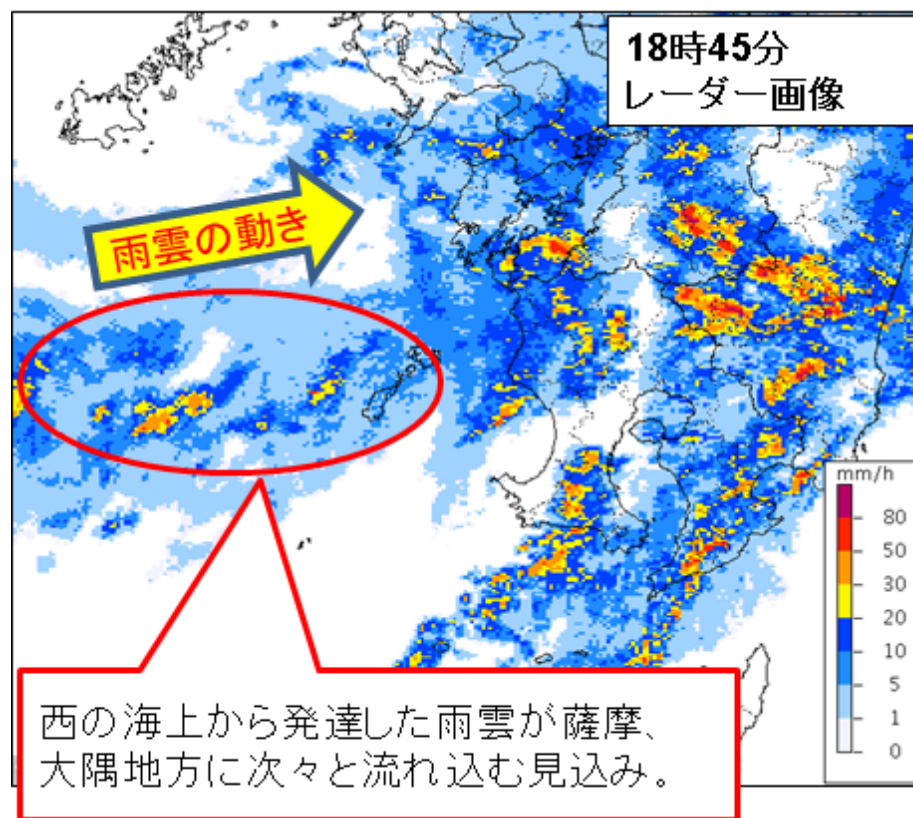 18時45分
レーダー画像
雨雲の動き
mm/h
80
50
30
20
10
5
1
0
西の海上から発達した雨雲が薩摩、
大隅地方に次々と流れ込む見込み。